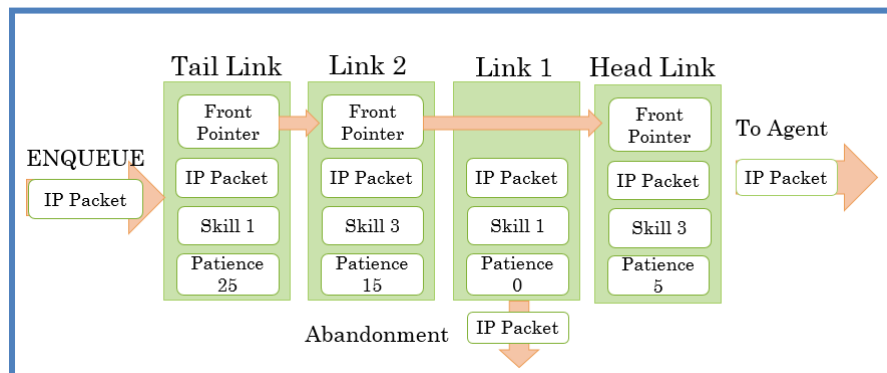 Tail Link
Link 2
Link 1
Head Link
Front
Pointer
Front
Pointer
Front
Pointer
To Agent
ENQUEUE
IP Packet
IP Packet
IP Packet
IP Packet
IP Packet
IP Packet
Skill 1
Skill 3
Skill 1
Skill 3
Patience
25
Patience
15
Patience
0
Patience
5
Abandonment
IP Packet